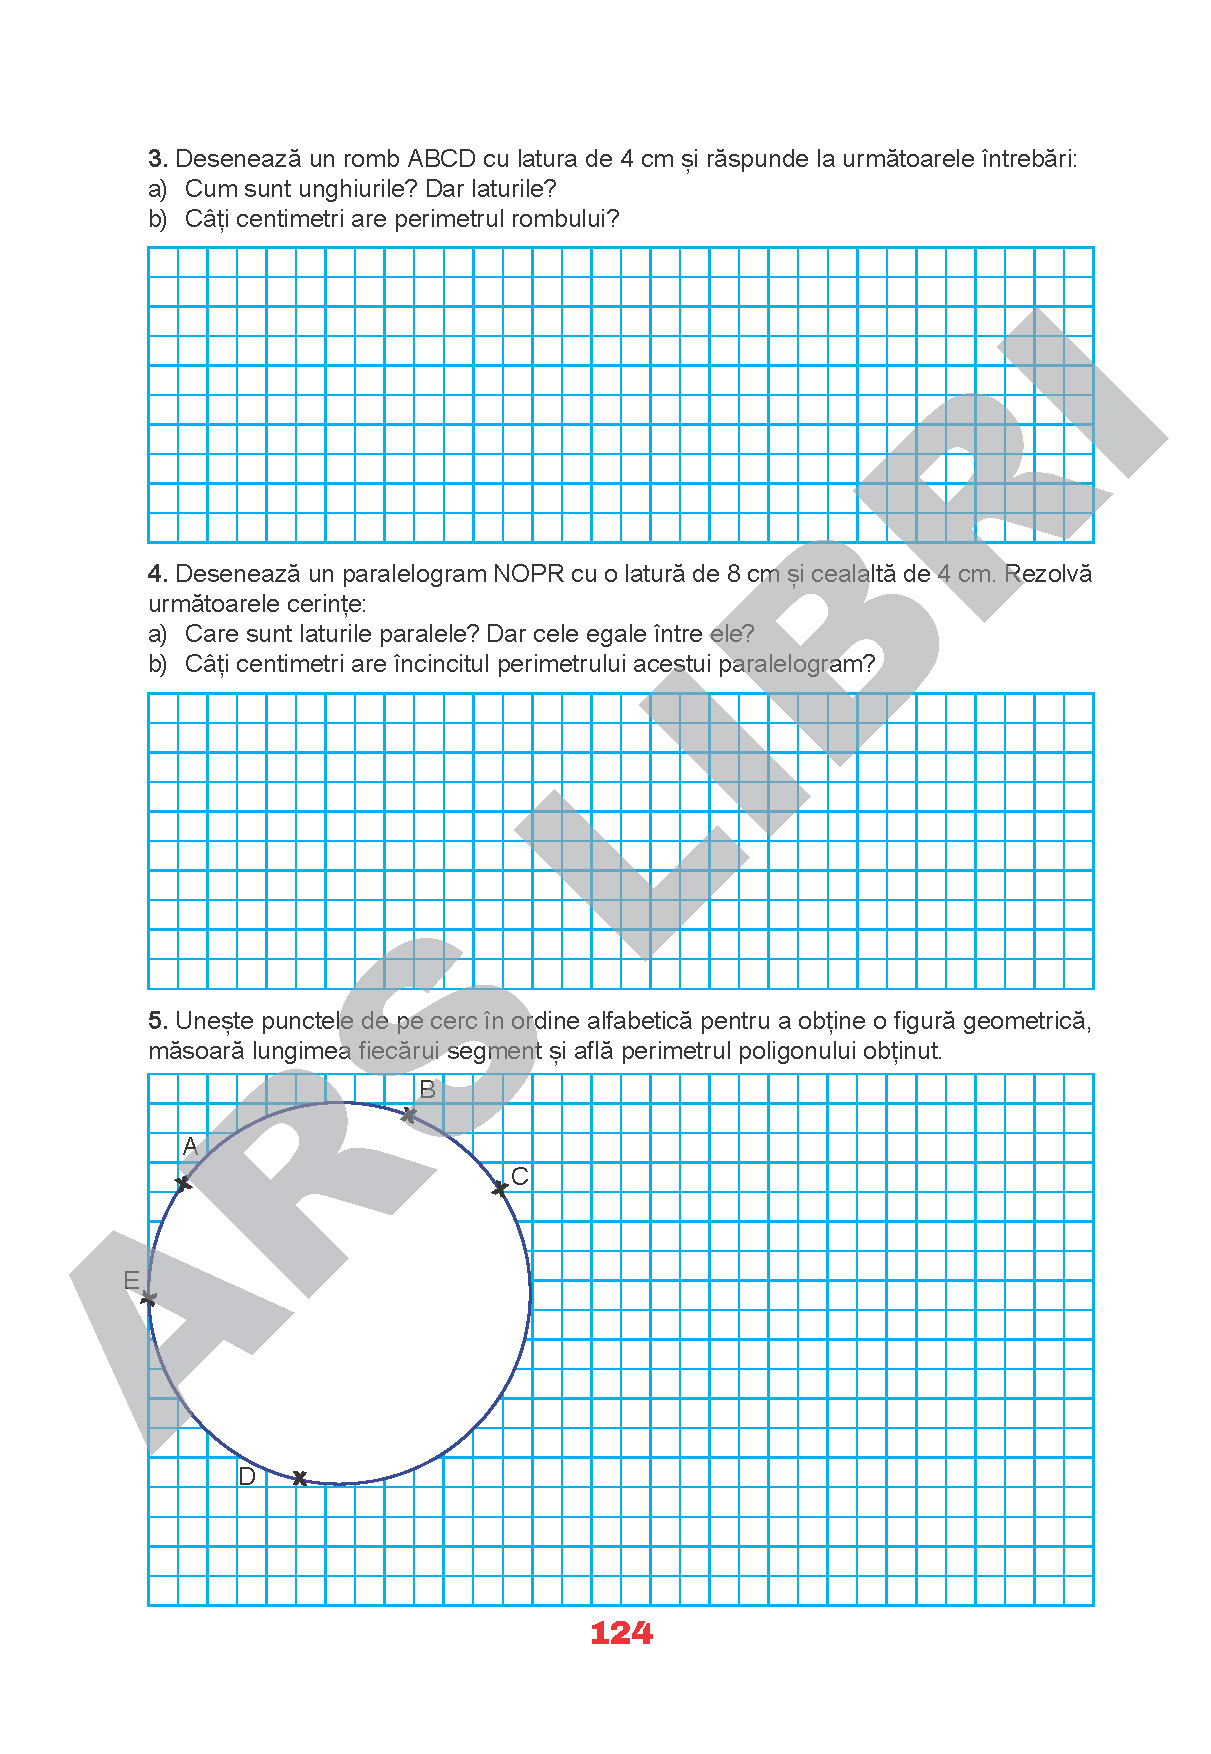 3. Desenează un romb ABCD cu latura de 4 cm și răspunde la următoarele întrebări:
a) Cum sunt unghiurile? Dar laturile?
b) Câți centimetri are perimetrul rombului?
4. Desenează un paralelogram NOPR cu o latură de 8 cm și cealaltă de 4 cm. Rezolvă
următoarele cerințe:
a) Care sunt laturile paralele? Dar cele egale între ele?
b) Câți centimetri are încincitul perimetrului acestui paralelogram?
5. Unește punctele de pe cerc în ordine alfabetică pentru a obține o figură geometrică,
măsoară lungimea fiecărui segment și află perimetrul poligonului obținut.
B
A
C
E
D
124
ARS LIBRI